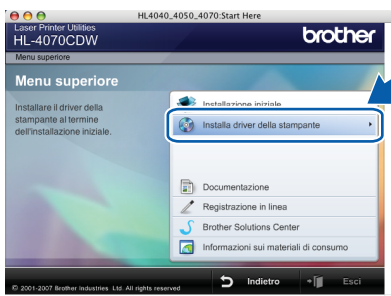 HL4040_4050_4070:Start Here
Laser Printer Utilities
HL-4070CDW
brother
Menu superiore
Menu superiore
Installare il driver della
stampante al termine
dell'installazione iniziale.
Installazione iniziale
Installa driver della stampante
Documentazione
Registrazione in linea
Brother Solutions Center
Informazioni sui materiali di consumo
© 2001-2007 Brother Industries Ltd. All rights reserved
Indietro
Esci